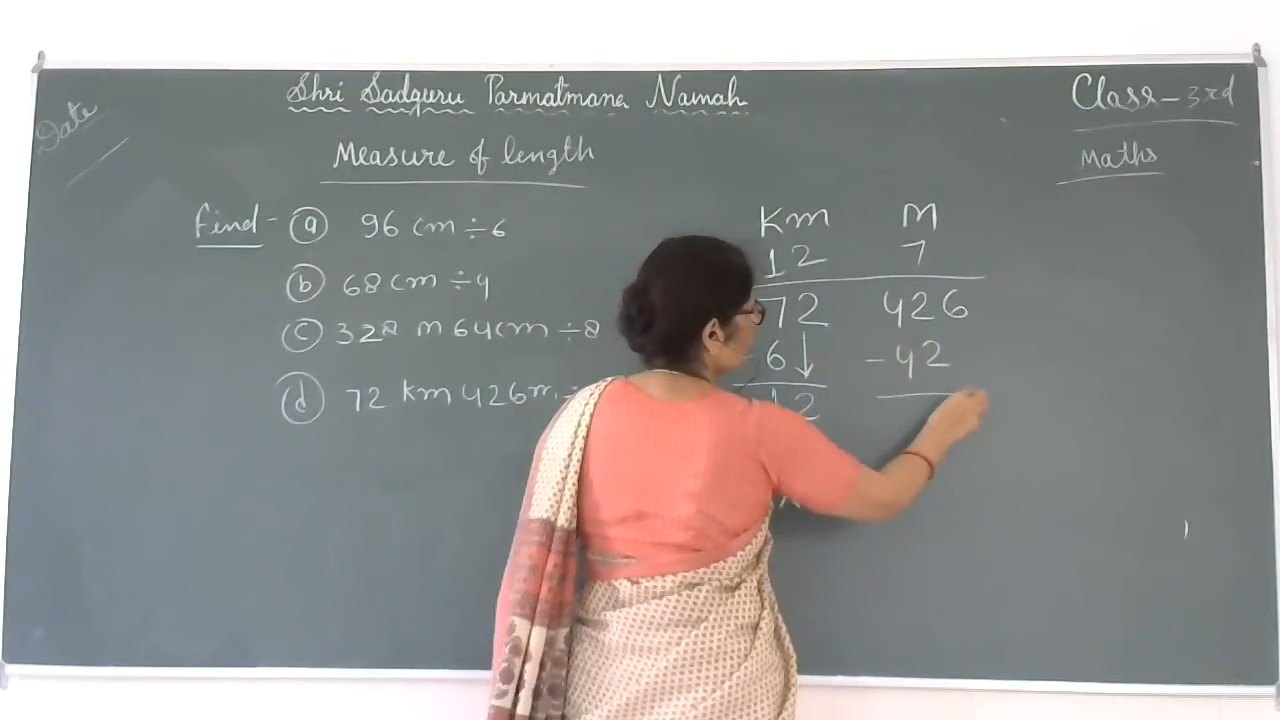 Date
Shri Sadguru Parmatmane Namah
Class - 3rd
Measure of length
Maths
Find - (a) 96 cm ÷ 6
(b) 68 cm ÷ 4
(c) 328 m 64 cm ÷ 8
(d) 72 km 426 m ÷
Km M
12 7
72 426
- 6↓ - 42
12